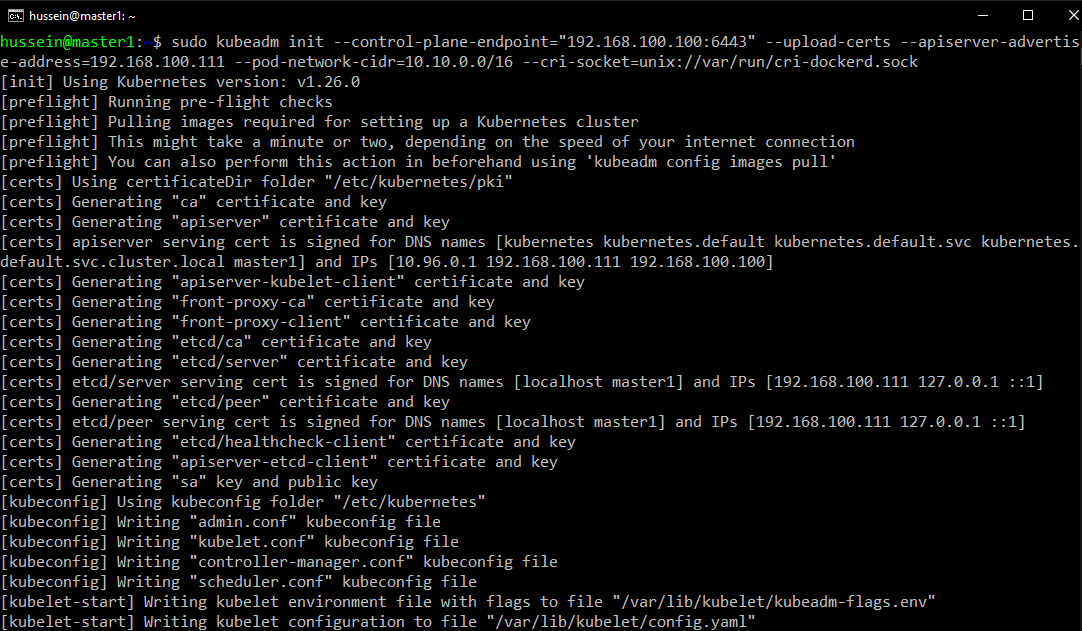 hussein@master1: ~
hussein@master1:~$ sudo kubeadm init --control-plane-endpoint="192.168.100.100:6443" --upload-certs --apiserver-advertis
e-address=192.168.100.111 --pod-network-cidr=10.10.0.0/16 --cri-socket=unix://var/run/cri-dockerd.sock
[init] Using Kubernetes version: v1.26.0
[preflight] Running pre-flight checks
[preflight] Pulling images required for setting up a Kubernetes cluster
[preflight] This might take a minute or two, depending on the speed of your internet connection
[preflight] You can also perform this action in beforehand using 'kubeadm config images pull'
[certs] Using certificateDir folder "/etc/kubernetes/pki"
[certs] Generating "ca" certificate and key
[certs] Generating "apiserver" certificate and key
[certs] apiserver serving cert is signed for DNS names [kubernetes kubernetes.default kubernetes.default.svc kubernetes.
default.svc.cluster.local master1] and IPs [10.96.0.1 192.168.100.111 192.168.100.100]
[certs] Generating "apiserver-kubelet-client" certificate and key
[certs] Generating "front-proxy-ca" certificate and key
[certs] Generating "front-proxy-client" certificate and key
[certs] Generating "etcd/ca" certificate and key
[certs] Generating "etcd/server" certificate and key
[certs] etcd/server serving cert is signed for DNS names [localhost master1] and IPs [192.168.100.111 127.0.0.1 ::1]
[certs] Generating "etcd/peer" certificate and key
[certs] etcd/peer serving cert is signed for DNS names [localhost master1] and IPs [192.168.100.111 127.0.0.1 ::1]
[certs] Generating "etcd/healthcheck-client" certificate and key
[certs] Generating "apiserver-etcd-client" certificate and key
[certs] Generating "sa" key and public key
[kubeconfig] Using kubeconfig folder "/etc/kubernetes"
[kubeconfig] Writing "admin.conf" kubeconfig file
[kubeconfig] Writing "kubelet.conf" kubeconfig file
[kubeconfig] Writing "controller-manager.conf" kubeconfig file
[kubeconfig] Writing "scheduler.conf" kubeconfig file
[kubelet-start] Writing kubelet environment file with flags to file "/var/lib/kubelet/kubeadm-flags.env"
[kubelet-start] Writing kubelet configuration to file "/var/lib/kubelet/config.yaml"